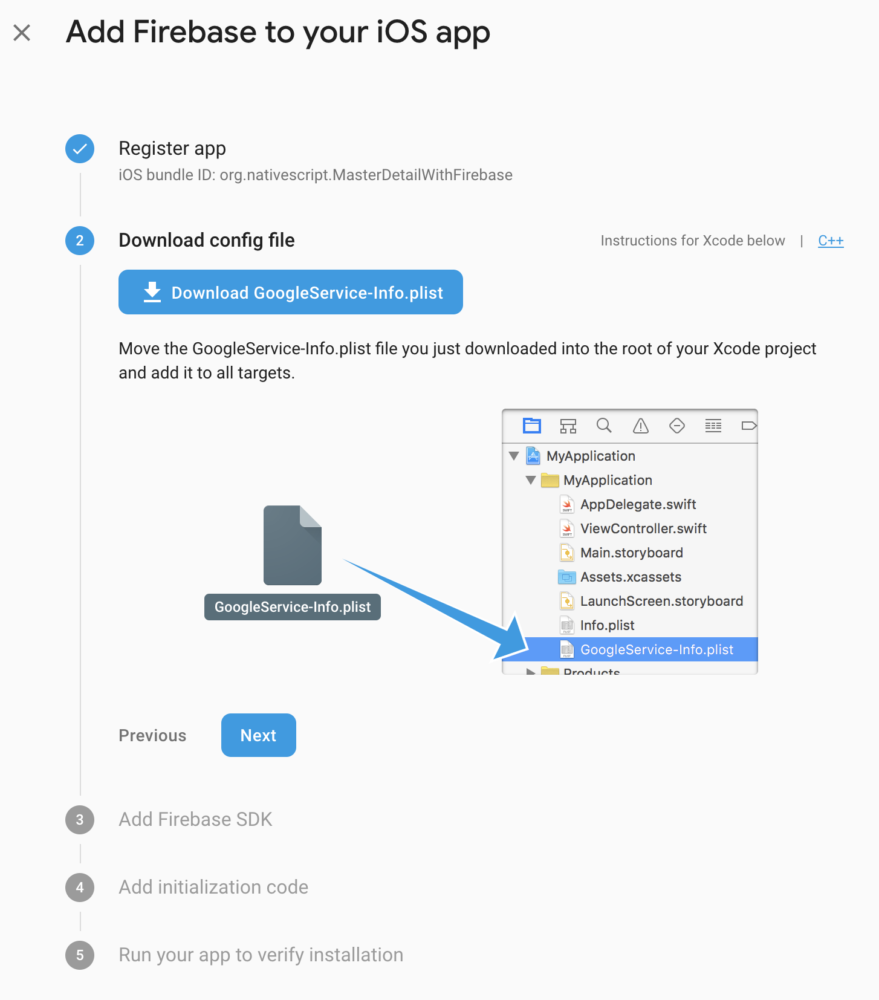 Add Firebase to your iOS app
Register app
iOS bundle ID: org.nativescript.MasterDetailWithFirebase
2
Download config file
Instructions for Xcode below | C++
Download GoogleService-Info.plist
Move the GoogleService-Info.plist file you just downloaded into the root of your Xcode project
and add it to all targets.
GoogleService-Info.plist
MyApplication
MyApplication
SWIFT AppDelegate.swift
SWIFT ViewController.swift
Main.storyboard
Assets.xcassets
LaunchScreen.storyboard
PLIST Info.plist
PLIST GoogleService-Info.plist
Products
Previous
Next
3 Add Firebase SDK
4 Add initialization code
5 Run your app to verify installation